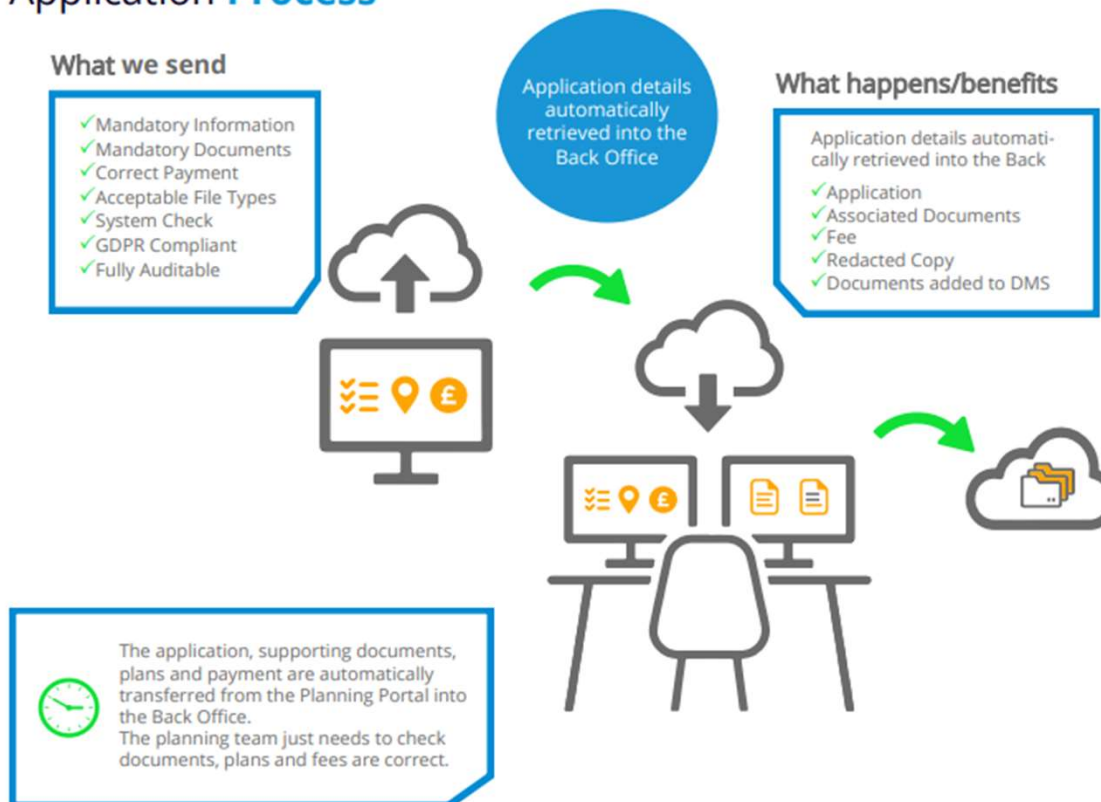 Application Process
What we send
✓Mandatory Information
✓Mandatory Documents
✓Correct Payment
✓Acceptable File Types
✓System Check
✓GDPR Compliant
✓Fully Auditable
Application details
automatically
retrieved into the
Back Office
What happens/benefits
Application details automati-
cally retrieved into the Back
✓Application
✓Associated Documents
✓Fee
✓Redacted Copy
✓Documents added to DMS
£
£
The application, supporting documents,
plans and payment are automatically
transferred from the Planning Portal into
the Back Office.
The planning team just needs to check
documents, plans and fees are correct.